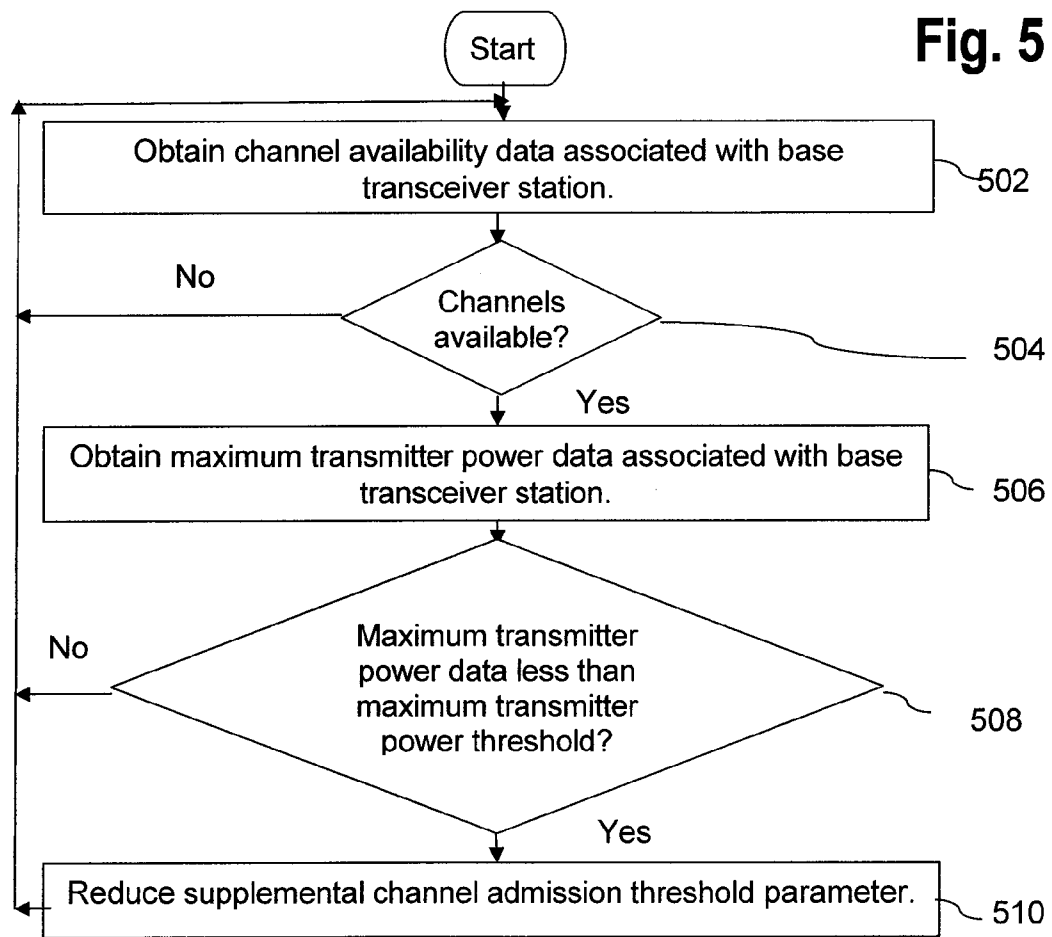 Fig. 5
Start
Obtain channel availability data associated with base
transceiver station.
502
No
Channels
available?
504
Yes
Obtain maximum transmitter power data associated with base
transceiver station.
506
No
Maximum transmitter
power data less than
maximum transmitter
power threshold?
508
Yes
Reduce supplemental channel admission threshold parameter.
510